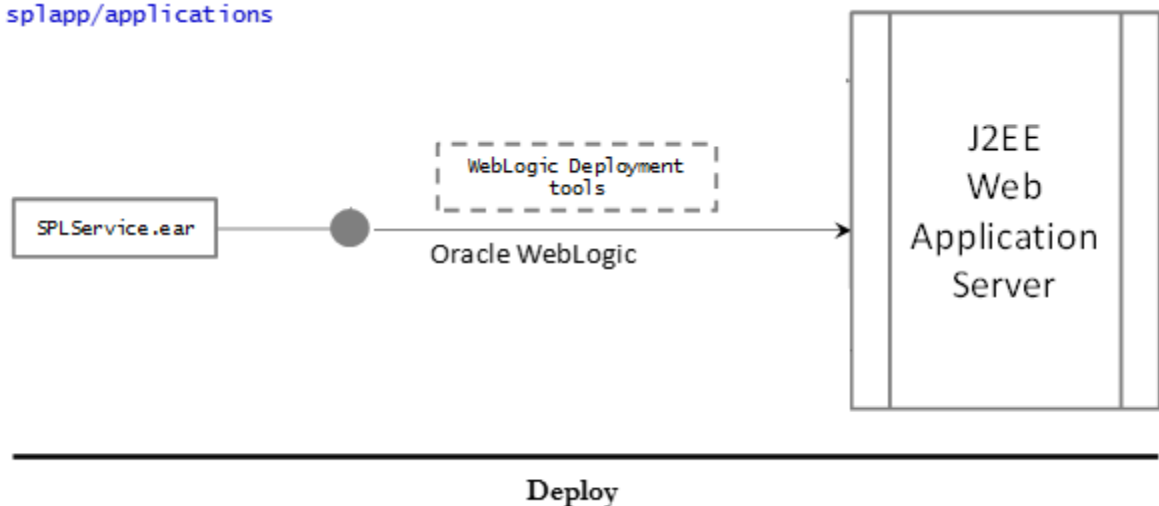 splapp/applications
WebLogic Deployment
tools
SPLService.ear
Oracle WebLogic
J2EE
Web
Application
Server
Deploy